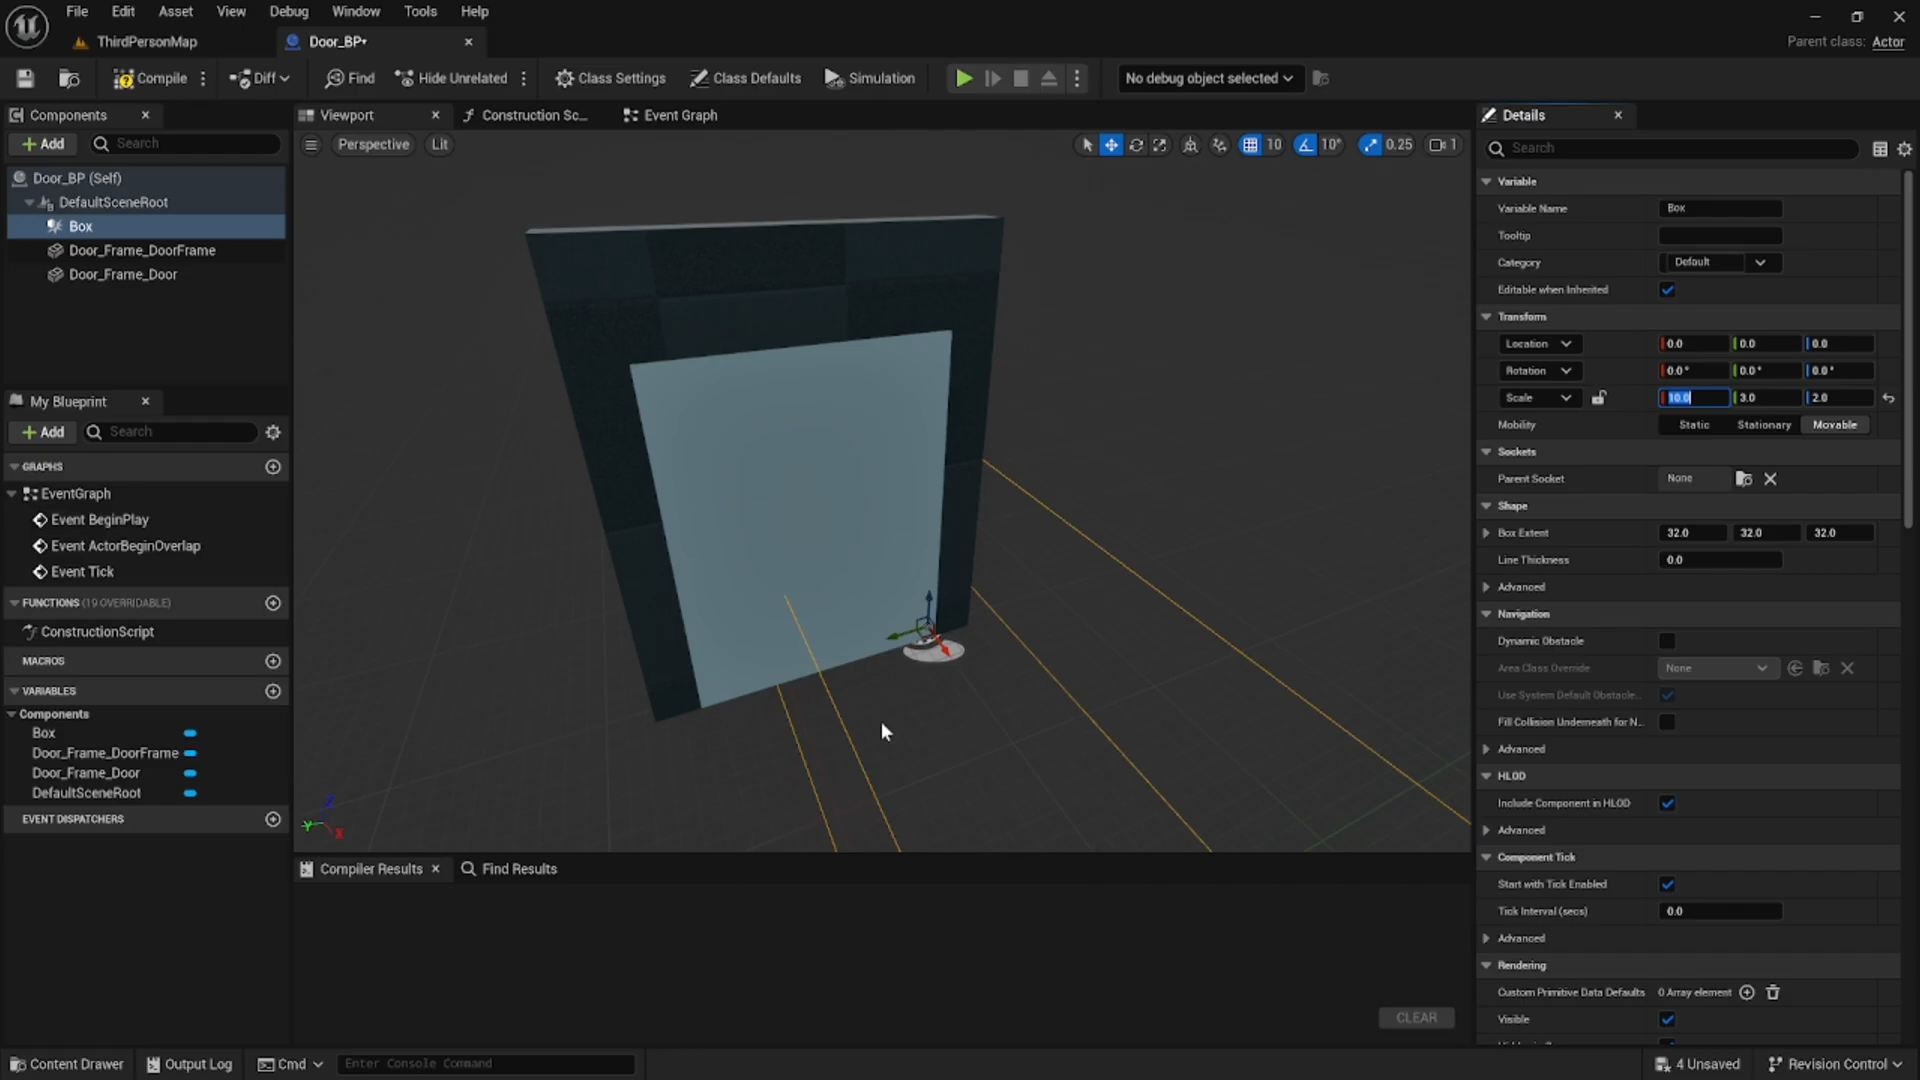 File Edit Asset View Debug Window Tools Help
ThirdPersonMap
Door_BP*
Parent class: Actor
Compile
Diff
Find
Hide Unrelated
Class Settings
Class Defaults
Simulation
No debug object selected
Components
Add
Search
Door_BP (Self)
DefaultSceneRoot
Box
Door_Frame_DoorFrame
Door_Frame_Door
My Blueprint
Add
Search
GRAPHS
EventGraph
Event BeginPlay
Event ActorBeginOverlap
Event Tick
FUNCTIONS (19 OVERRIDABLE)
ConstructionScript
MACROS
VARIABLES
Components
Box
Door_Frame_DoorFrame
Door_Frame_Door
DefaultSceneRoot
EVENT DISPATCHERS
Viewport
Construction Sc...
Event Graph
Perspective
Lit
10
10°
0.25
1
Z
Y
X
Compiler Results
Find Results
CLEAR
Details
Search
Variable
Variable Name Box
Tooltip
Category Default
Editable when Inherited
Transform
Location 0.0 0.0 0.0
Rotation 0.0° 0.0° 0.0°
Scale 10.0 3.0 2.0
Mobility Static Stationary Movable
Sockets
Parent Socket None
Shape
Box Extent 32.0 32.0 32.0
Line Thickness 0.0
Advanced
Navigation
Dynamic Obstacle
Area Class Override None
Use System Default Obstacle...
Fill Collision Underneath for N...
Advanced
HLOD
Include Component in HLOD
Advanced
Component Tick
Start with Tick Enabled
Tick Interval (secs) 0.0
Advanced
Rendering
Custom Primitive Data Defaults 0 Array element
Visible
Content Drawer
Output Log
Cmd
Enter Console Command
4 Unsaved
Revision Control